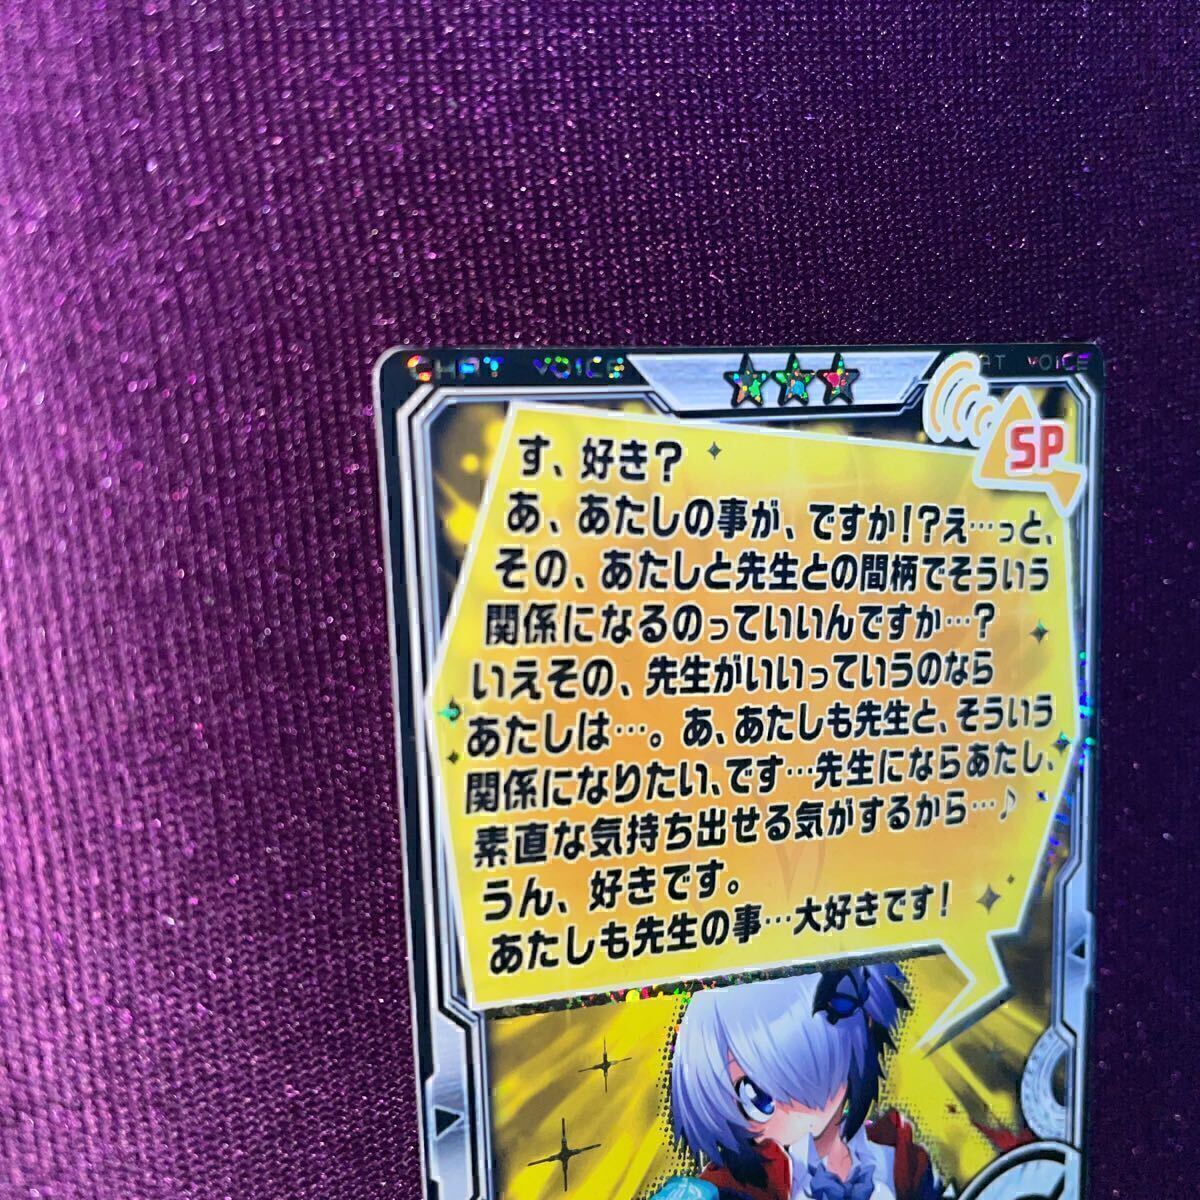 CHAT VOICE
VOICE
SP
す、好き?
あ、あたしの事が、ですか!?え…っと、
その、あたしと先生との間柄でそういう
関係になるのっていいんですか…?
いえその、先生がいいっていうのなら
あたしは…。あ、あたしも先生と、そういう
関係になりたい、です…先生にならあたし、
素直な気持ち出せる気がするから…♪
うん、好きです。
あたしも先生の事…大好きです!